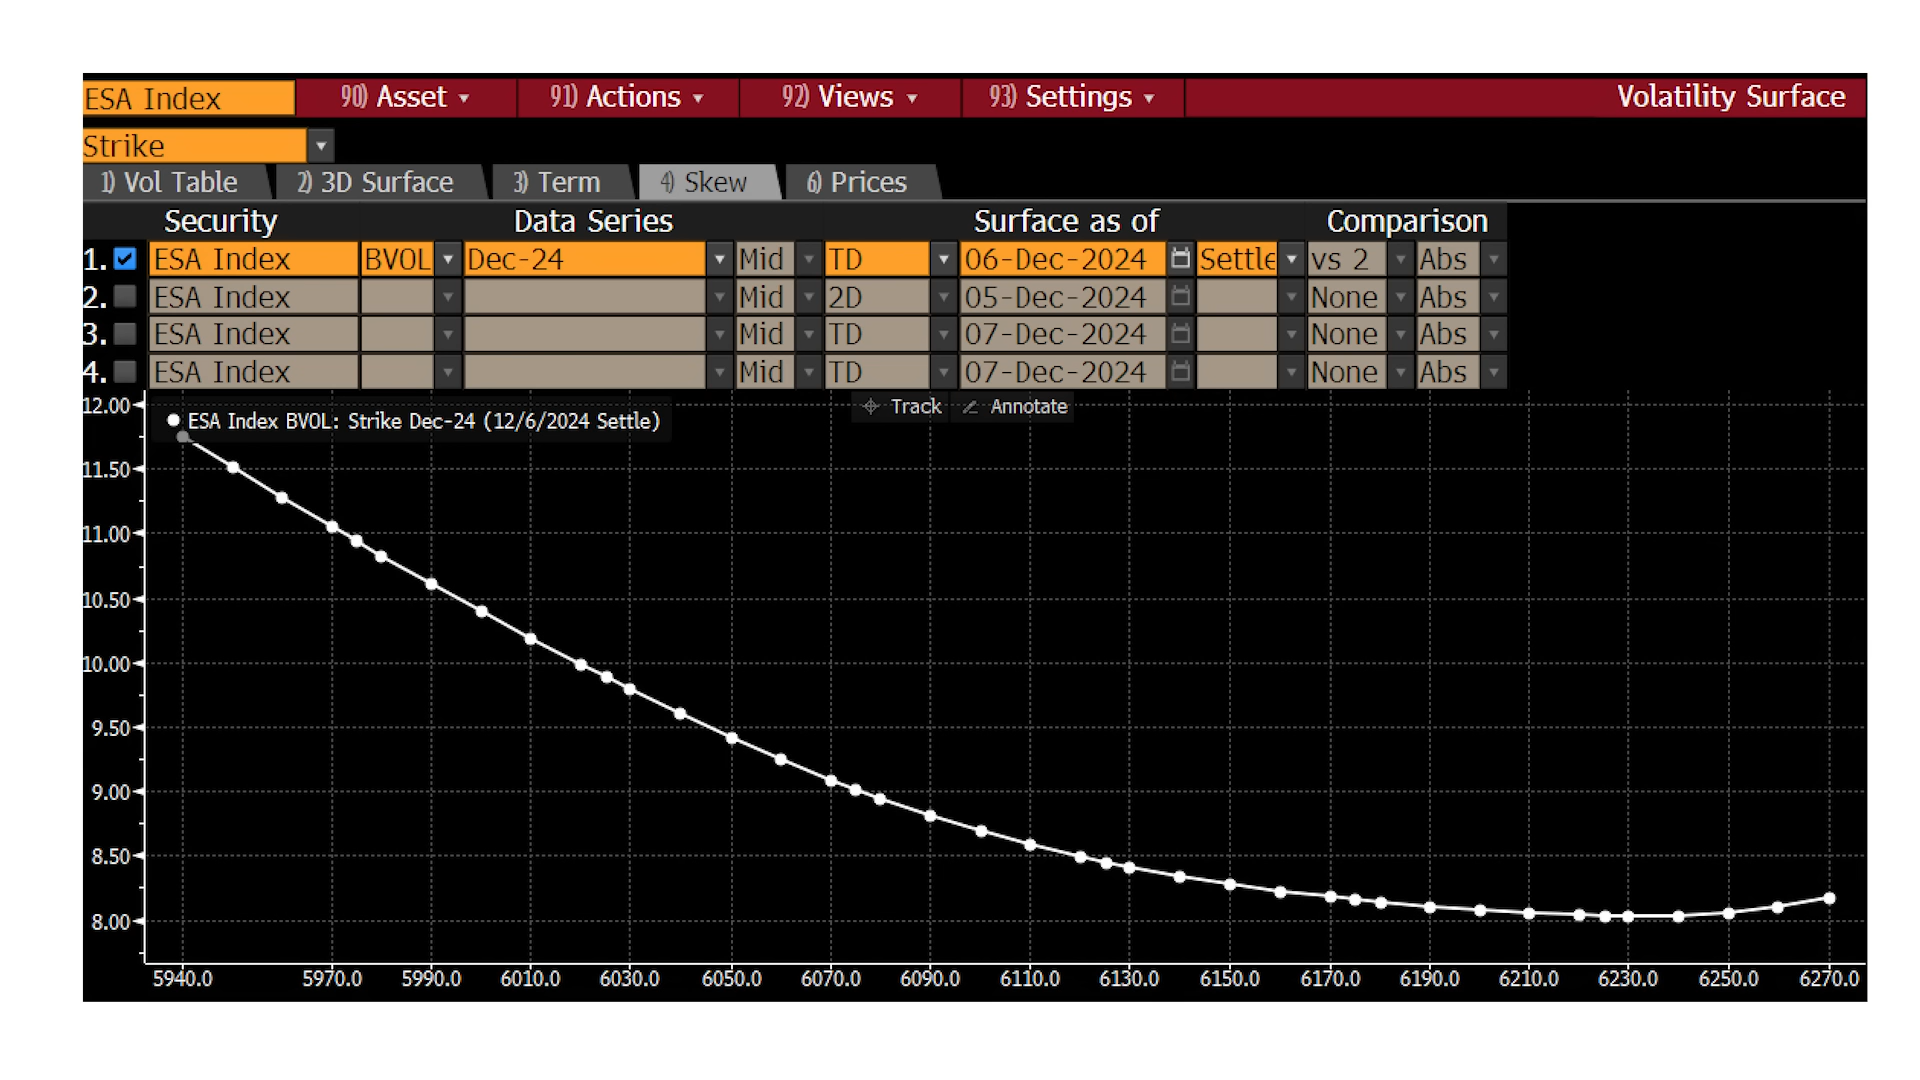 ESA Index 90) Asset 91) Actions 92) Views 93) Settings Volatility Surface
Strike
1) Vol Table 2) 3D Surface 3) Term 4) Skew 6) Prices
Security Data Series Surface as of Comparison
1. ESA Index BVOL Dec-24 Mid TD 06-Dec-2024 Settle vs 2 Abs
2. ESA Index Mid 2D 05-Dec-2024 None Abs
3. ESA Index Mid TD 07-Dec-2024 None Abs
4. ESA Index Mid TD 07-Dec-2024 None Abs
Track Annotate
ESA Index BVOL: Strike Dec-24 (12/6/2024 Settle)
12.00
11.50
11.00
10.50
10.00
9.50
9.00
8.50
8.00
5940.0 5970.0 5990.0 6010.0 6030.0 6050.0 6070.0 6090.0 6110.0 6130.0 6150.0 6170.0 6190.0 6210.0 6230.0 6250.0 6270.0